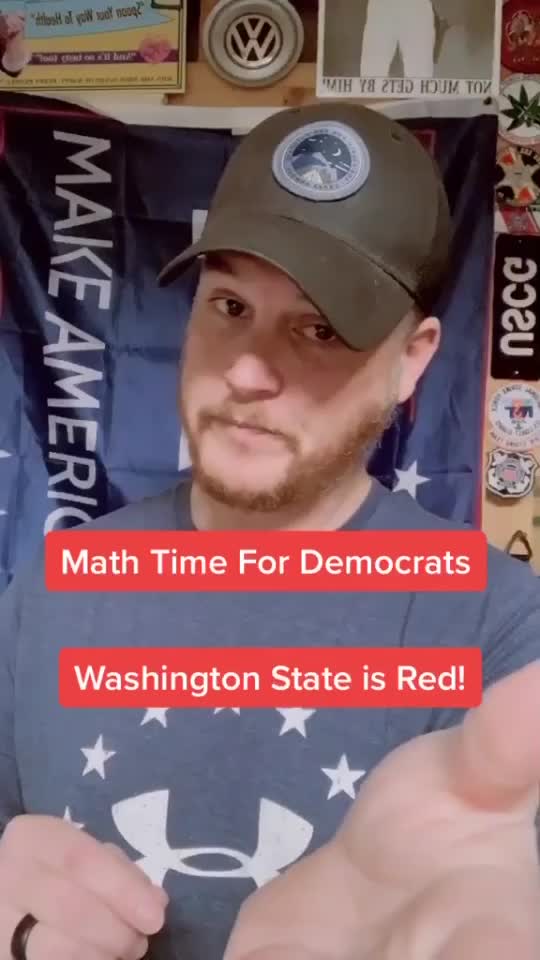 "Spoon Your Way To Health"
"And it's so tasty too!"
NOT MUCH GETS BY HIM!
MAKE AMERIC
USCG
Math Time For Democrats
Washington State is Red!